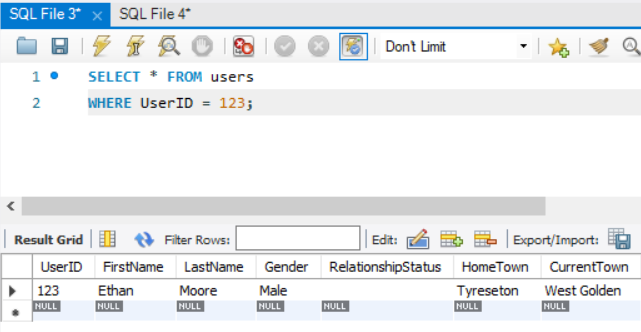 SQL File 3* × SQL File 4*
Don't Limit
1 SELECT * FROM users
2 WHERE UserID = 123;
Result Grid Filter Rows: Edit: Export/Import:
UserID FirstName LastName Gender RelationshipStatus HomeTown CurrentTown
123 Ethan Moore Male Tyreseton West Golden
NULL NULL NULL NULL NULL NULL NULL